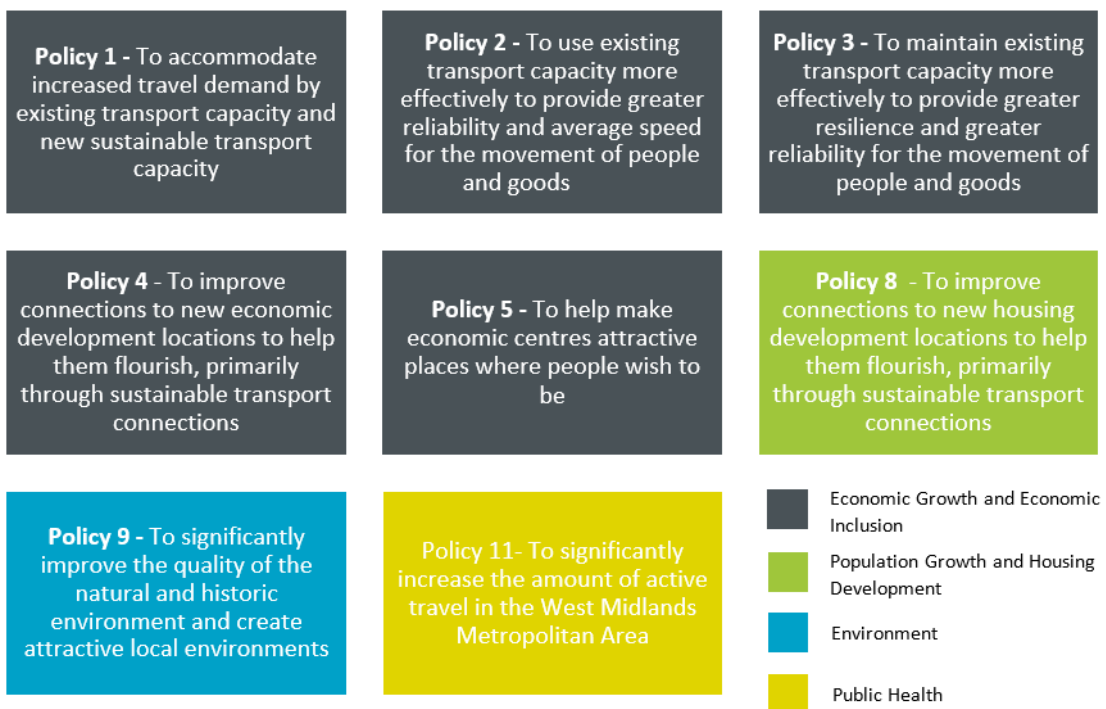 Policy 1 - To accommodate
increased travel demand by
existing transport capacity and
new sustainable transport
capacity
Policy 2 - To use existing
transport capacity more
effectively to provide greater
reliability and average speed
for the movement of people
and goods
Policy 3 - To maintain existing
transport capacity more
effectively to provide greater
resilience and greater
reliability for the movement of
people and goods
Policy 4 - To improve
connections to new economic
development locations to help
them flourish, primarily
through sustainable transport
connections
Policy 5 - To help make
economic centres attractive
places where people wish to
be
Policy 8 - To improve
connections to new housing
development locations to help
them flourish, primarily
through sustainable transport
connections
Policy 9 - To significantly
improve the quality of the
natural and historic
environment and create
attractive local environments
Policy 11- To significantly
increase the amount of active
travel in the West Midlands
Metropolitan Area
Economic Growth and Economic
Inclusion
Population Growth and Housing
Development
Environment
Public Health